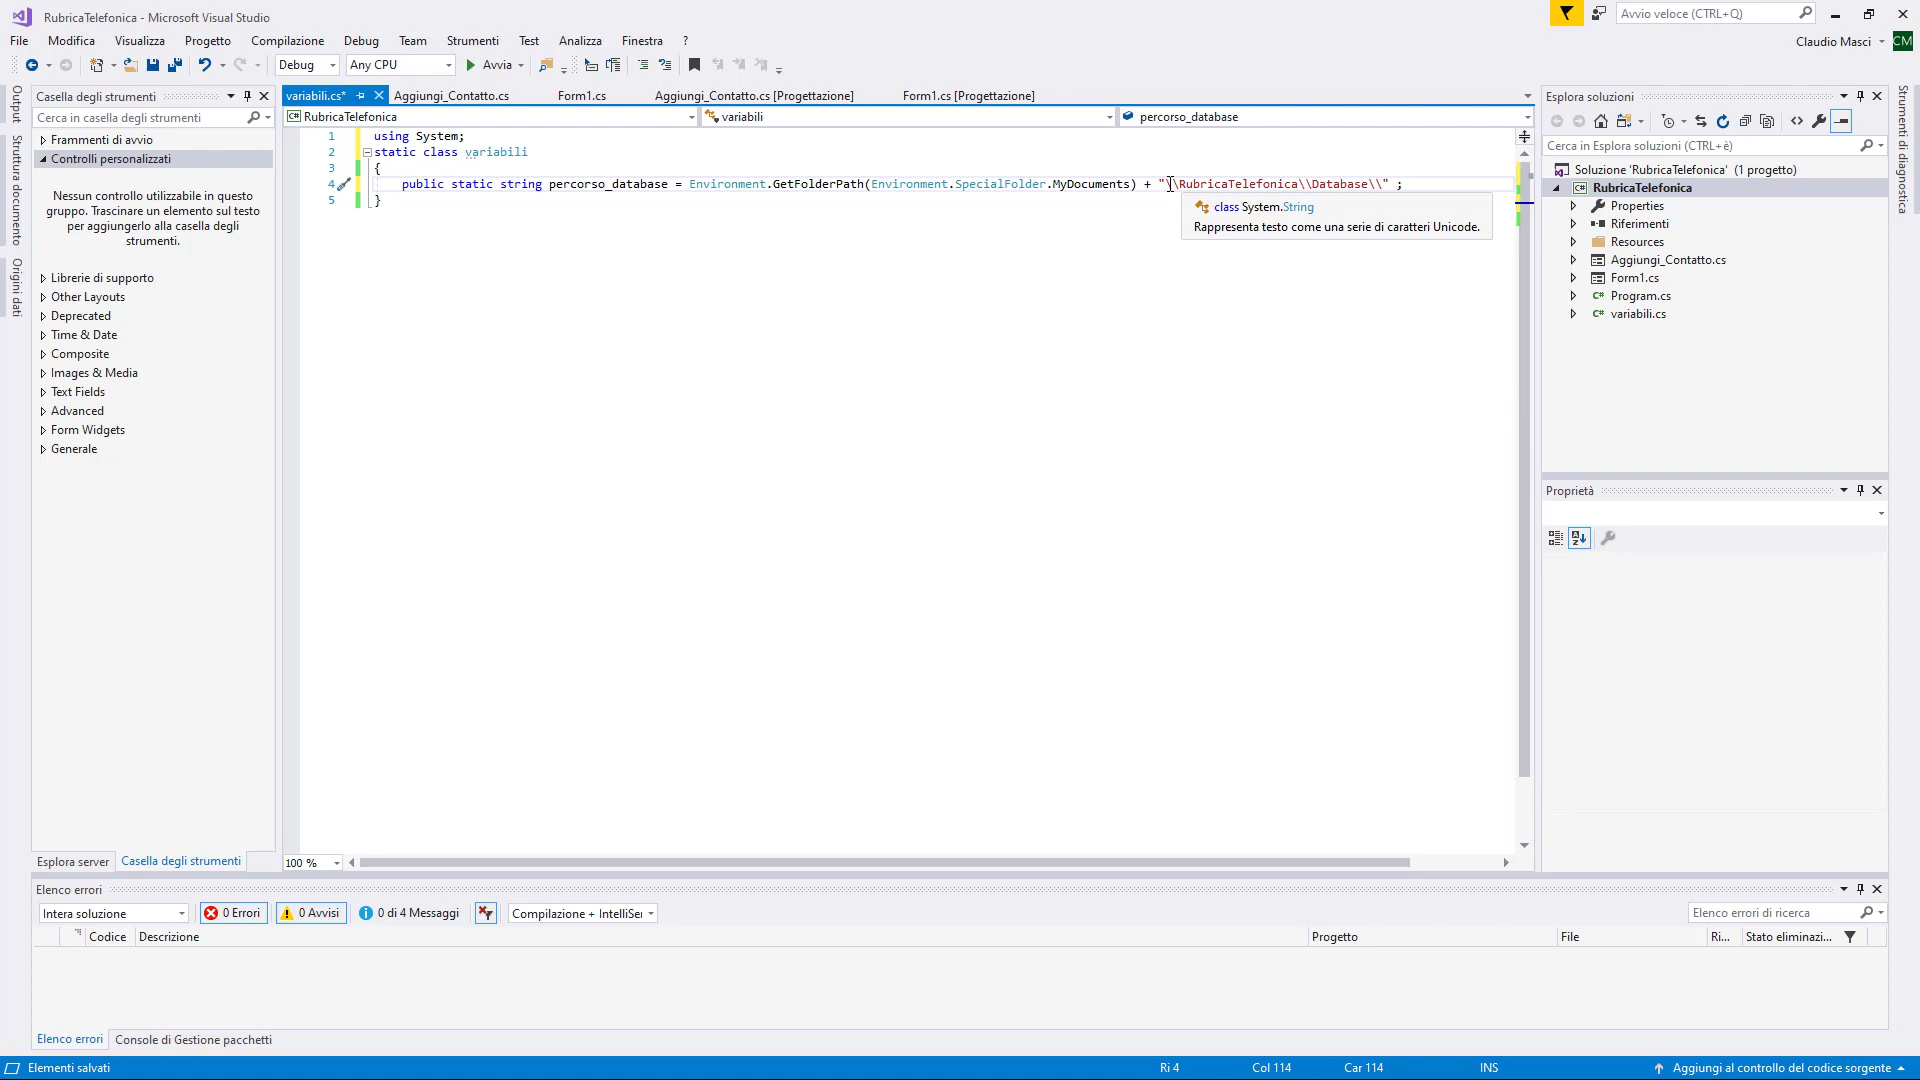 RubricaTelefonica - Microsoft Visual Studio
Avvio veloce (CTRL+Q)
File Modifica Visualizza Progetto Compilazione Debug Team Strumenti Test Analizza Finestra ?
Claudio Masci CM
Debug Any CPU Avvia
Output
Struttura documento
Origini dati
Casella degli strumenti
Cerca in casella degli strumenti
Frammenti di avvio
Controlli personalizzati
Nessun controllo utilizzabile in questo
gruppo. Trascinare un elemento sul testo
per aggiungerlo alla casella degli
strumenti.
Librerie di supporto
Other Layouts
Deprecated
Time & Date
Composite
Images & Media
Text Fields
Advanced
Form Widgets
Generale
Esplora server Casella degli strumenti
variabili.cs* Aggiungi_Contatto.cs Form1.cs Aggiungi_Contatto.cs [Progettazione] Form1.cs [Progettazione]
RubricaTelefonica variabili percorso_database
1 using System;
2 static class variabili
3 {
4 public static string percorso_database = Environment.GetFolderPath(Environment.SpecialFolder.MyDocuments) + "\\RubricaTelefonica\\Database\\" ;
5 }
class System.String
Rappresenta testo come una serie di caratteri Unicode.
100 %
Esplora soluzioni
Cerca in Esplora soluzioni (CTRL+è)
Soluzione 'RubricaTelefonica' (1 progetto)
RubricaTelefonica
Properties
Riferimenti
Resources
Aggiungi_Contatto.cs
Form1.cs
Program.cs
variabili.cs
Strumenti di diagnostica
Proprietà
Elenco errori
Intera soluzione 0 Errori 0 Avvisi 0 di 4 Messaggi Compilazione + IntelliSer
Elenco errori di ricerca
Codice Descrizione Progetto File Ri... Stato eliminazi...
Elenco errori Console di Gestione pacchetti
Elementi salvati Ri 4 Col 114 Car 114 INS Aggiungi al controllo del codice sorgente